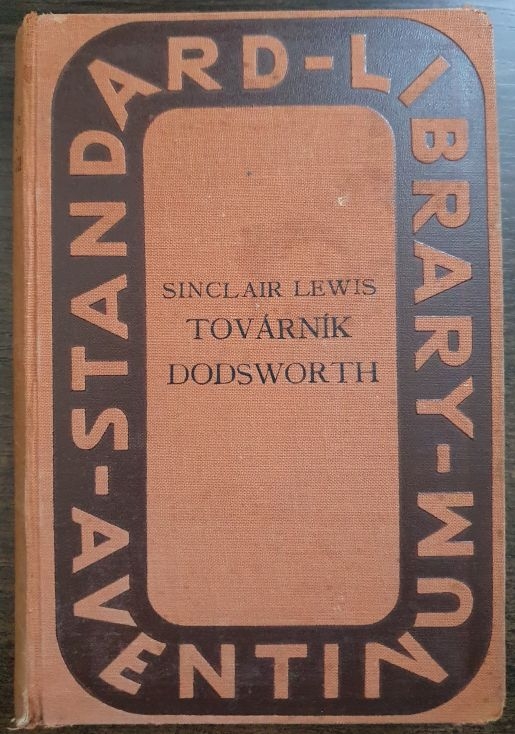 STANDARD-LIBRARY-
AVENTINUM-
SINCLAIR LEWIS
TOVÁRNÍK
DODSWORTH